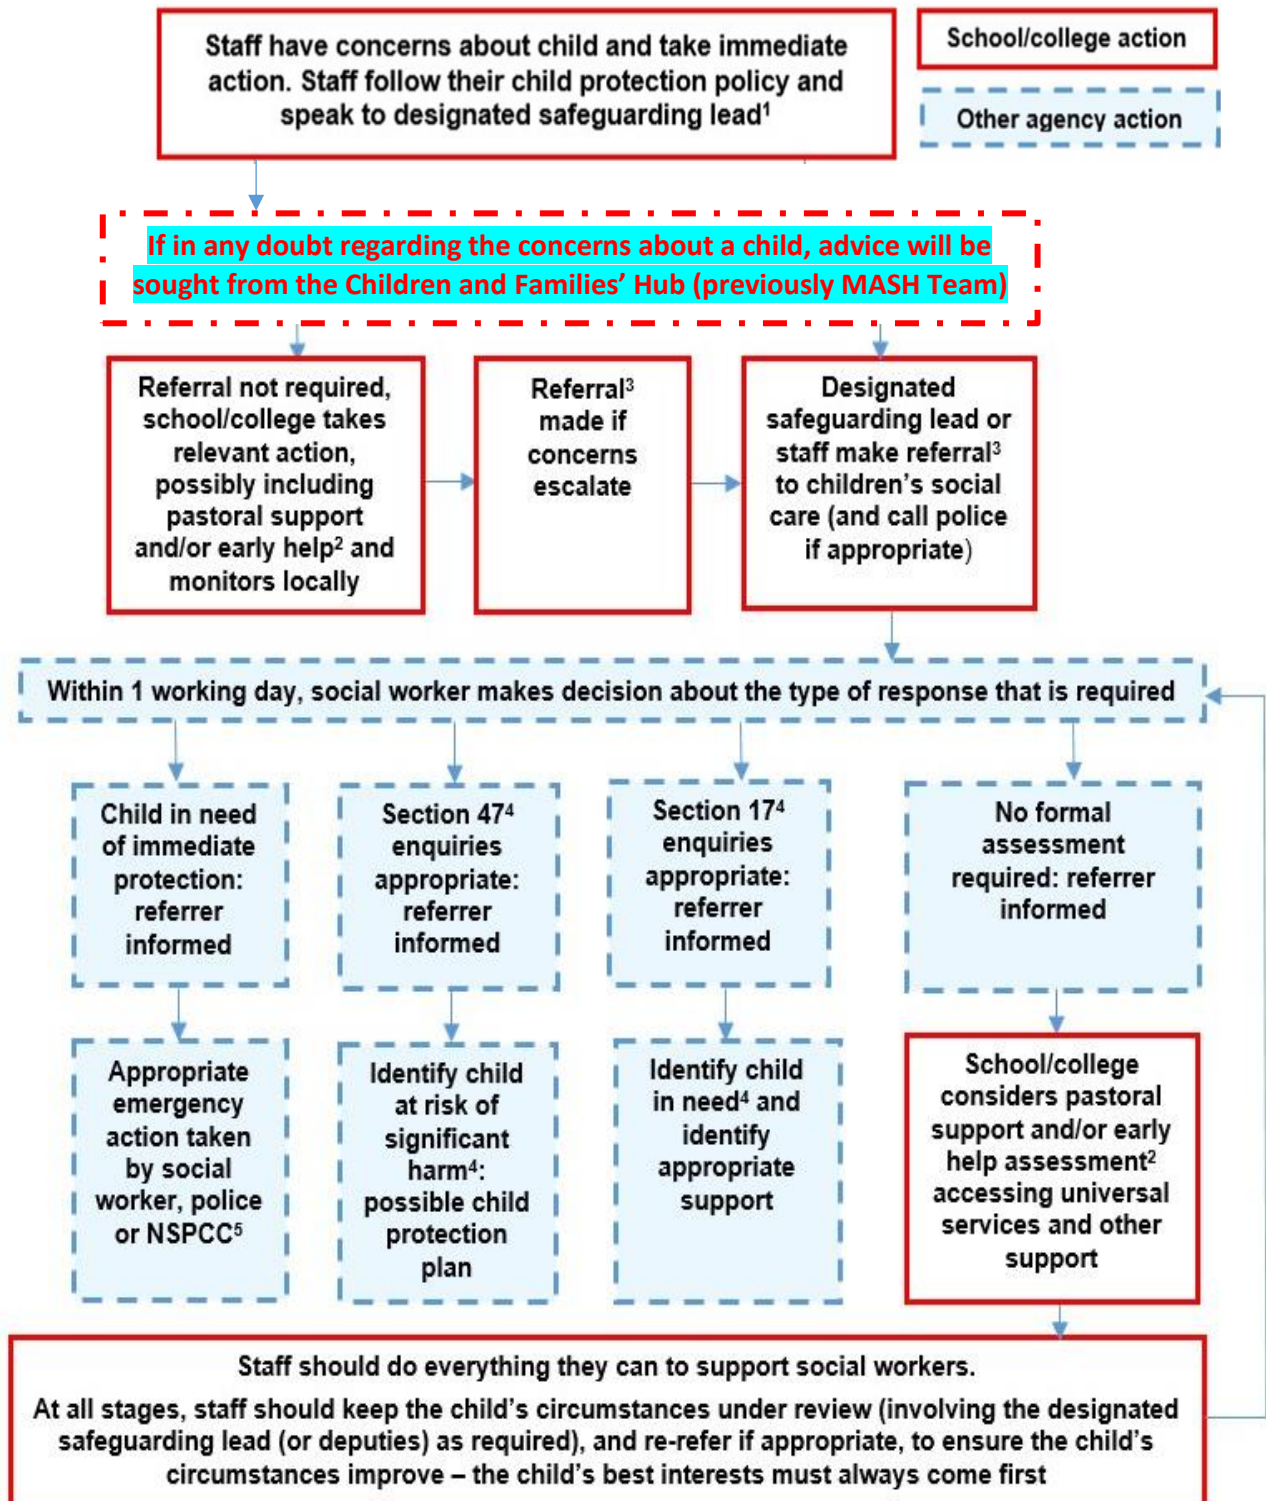 Staff have concerns about child and take immediate
action. Staff follow their child protection policy and
speak to designated safeguarding lead¹
School/college action
Other agency action
If in any doubt regarding the concerns about a child, advice will be
sought from the Children and Families’ Hub (previously MASH Team)
Referral not required,
school/college takes
relevant action,
possibly including
pastoral support
and/or early help² and
monitors locally
Referral³
made if
concerns
escalate
Designated
safeguarding lead or
staff make referral³
to children’s social
care (and call police
if appropriate)
Within 1 working day, social worker makes decision about the type of response that is required
Child in need
of immediate
protection:
referrer
informed
Section 47⁴
enquiries
appropriate:
referrer
informed
Section 17⁴
enquiries
appropriate:
referrer
informed
No formal
assessment
required: referrer
informed
Appropriate
emergency
action taken
by social
worker, police
or NSPCC⁵
Identify child
at risk of
significant
harm⁴:
possible child
protection
plan
Identify child
in need⁴ and
identify
appropriate
support
School/college
considers pastoral
support and/or early
help assessment²
accessing universal
services and other
support
Staff should do everything they can to support social workers.
At all stages, staff should keep the child’s circumstances under review (involving the designated
safeguarding lead (or deputies) as required), and re-refer if appropriate, to ensure the child’s
circumstances improve – the child’s best interests must always come first